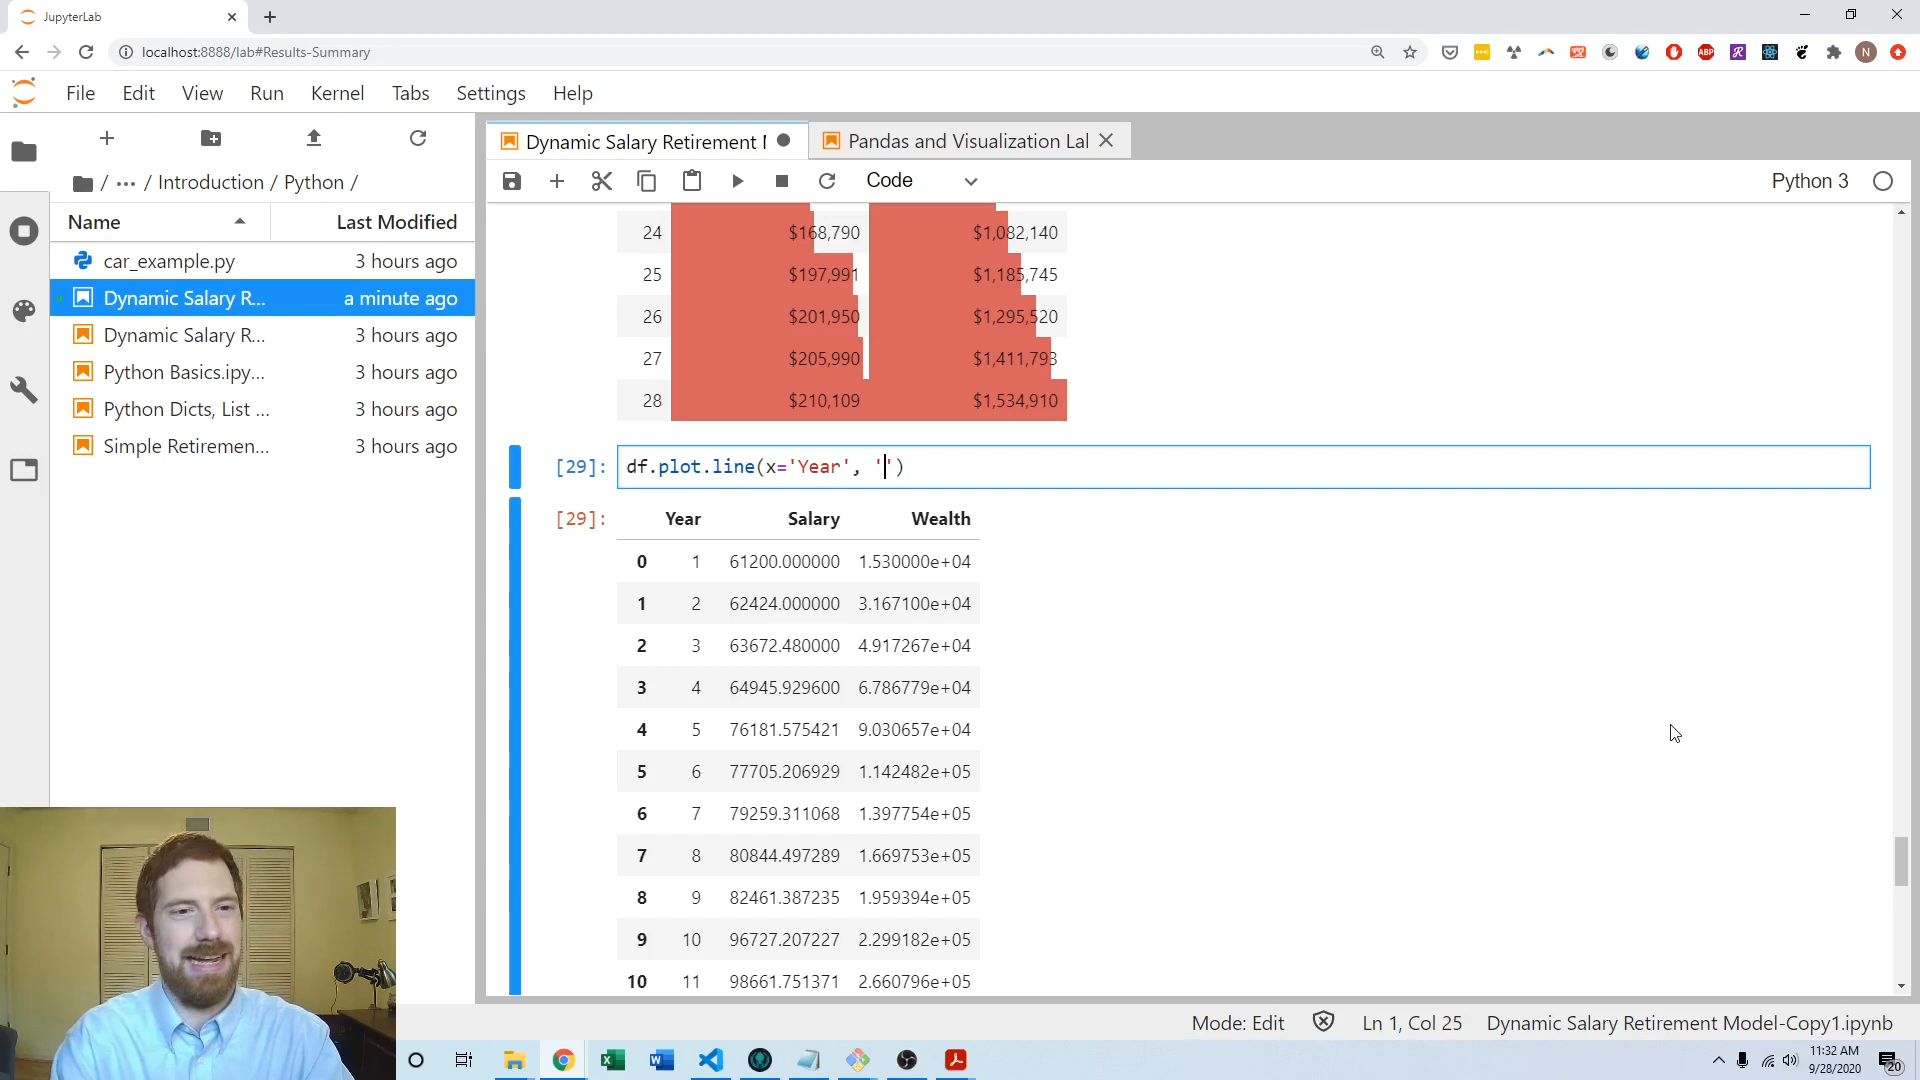 JupyterLab
localhost:8888/lab#Results-Summary
ABP
N
File Edit View Run Kernel Tabs Settings Help
/ ... / Introduction / Python /
Name Last Modified
car_example.py 3 hours ago
Dynamic Salary R... a minute ago
Dynamic Salary R... 3 hours ago
Python Basics.ipy... 3 hours ago
Python Dicts, List ... 3 hours ago
Simple Retiremen... 3 hours ago
Dynamic Salary Retirement
Pandas and Visualization Lal
Code
Python 3
24 $168,790 $1,082,140
25 $197,991 $1,185,745
26 $201,950 $1,295,520
27 $205,990 $1,411,793
28 $210,109 $1,534,910
[29]: df.plot.line(x='Year', '')
[29]: Year Salary Wealth
0 1 61200.000000 1.530000e+04
1 2 62424.000000 3.167100e+04
2 3 63672.480000 4.917267e+04
3 4 64945.929600 6.786779e+04
4 5 76181.575421 9.030657e+04
5 6 77705.206929 1.142482e+05
6 7 79259.311068 1.397754e+05
7 8 80844.497289 1.669753e+05
8 9 82461.387235 1.959394e+05
9 10 96727.207227 2.299182e+05
10 11 98661.751371 2.660796e+05
Mode: Edit Ln 1, Col 25 Dynamic Salary Retirement Model-Copy1.ipynb
11:32 AM
9/28/2020
20